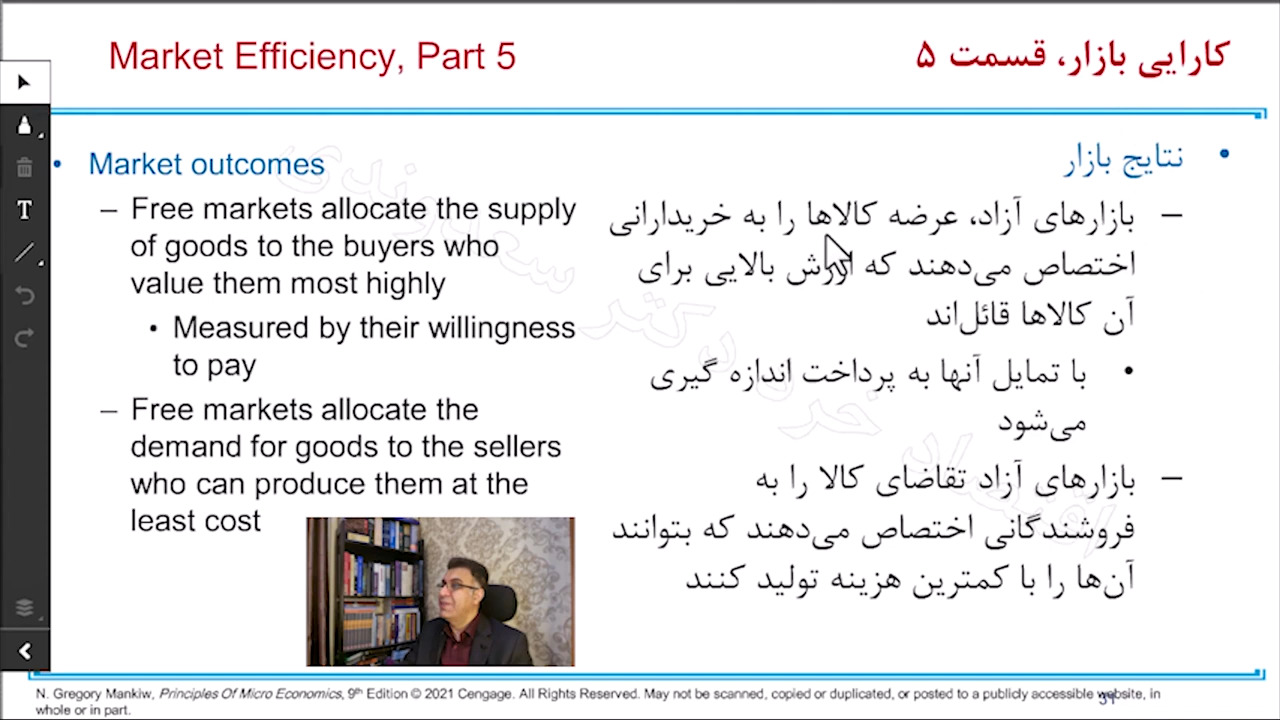 Market Efficiency, Part 5
کارایی بازار، قسمت ۵
• Market outcomes
– Free markets allocate the supply
of goods to the buyers who
value them most highly
• Measured by their willingness
to pay
– Free markets allocate the
demand for goods to the sellers
who can produce them at the
least cost
• نتایج بازار
– بازارهای آزاد، عرضه کالاها را به خریدارانی
اختصاص می‌دهند که ارزش بالایی برای
آن کالاها قائل‌اند
• با تمایل آنها به پرداخت اندازه گیری
می‌شود
– بازارهای آزاد تقاضای کالا را به
فروشندگانی اختصاص می‌دهند که بتوانند
آن‌ها را با کمترین هزینه تولید کنند
اقتصاد خرد دکتر سعیدوندی
N. Gregory Mankiw, Principles Of Micro Economics, 9th Edition © 2021 Cengage. All Rights Reserved. May not be scanned, copied or duplicated, or posted to a publicly accessible website, in
whole or in part.
31